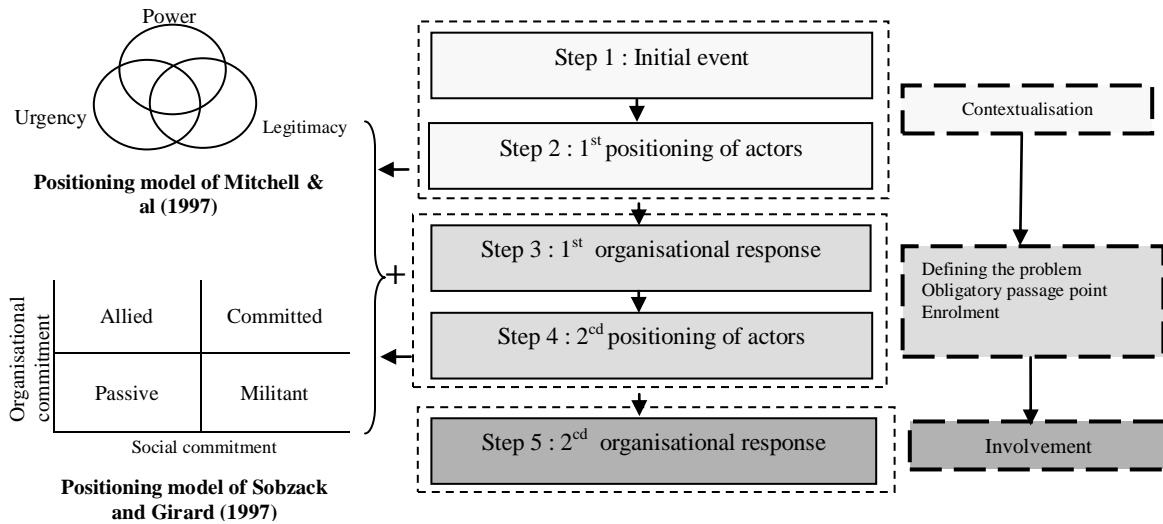 Power
Urgency
Legitimacy
Positioning model of Mitchell &
al (1997)
Organisational
commitment
Allied
Committed
Passive
Militant
Social commitment
Positioning model of Sobzack
and Girard (1997)
+
Step 1 : Initial event
Step 2 : 1st positioning of actors
Step 3 : 1st organisational response
Step 4 : 2cd positioning of actors
Step 5 : 2cd organisational response
Contextualisation
Defining the problem
Obligatory passage point
Enrolment
Involvement